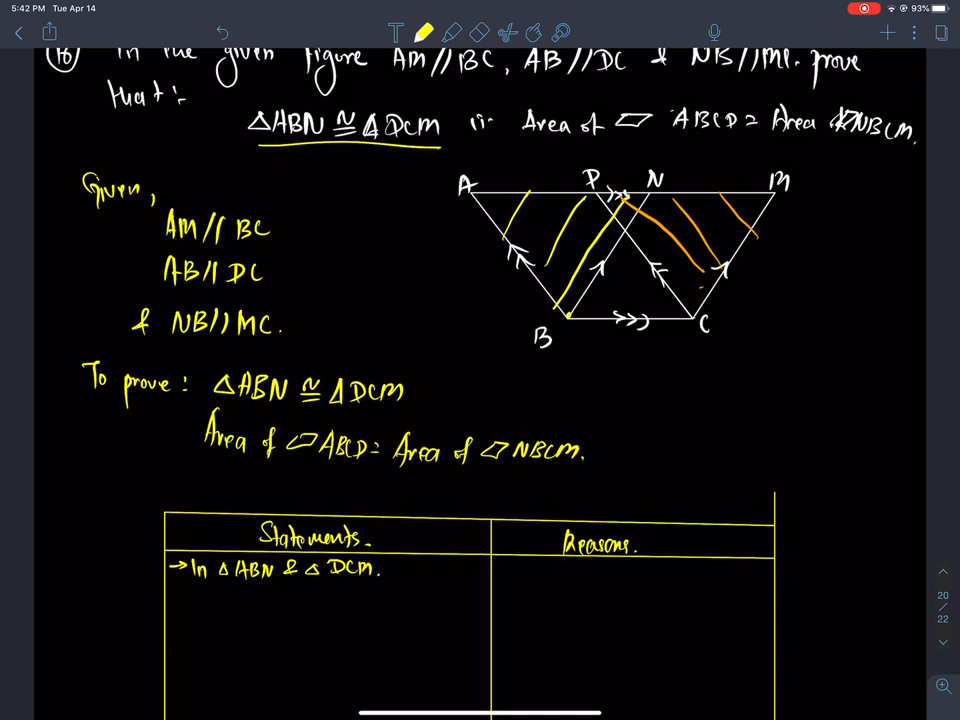 5:42 PM Tue Apr 14
93%
T
In the given figure AM//BC, AB//DC & NB//MC. prove
that:-
△ABN ≅ △DCM ii. Area of ▱ ABCD = Area ▱NBCM.
Given,
A D N M
AM// BC
AB// DC
& NB// MC.
B C
To prove: △ABN ≅ △DCM
Area of ▱ABCD = Area of ▱NBCM.
Statements. Reasons.
→In △ABN & △ DCM.
20
/
22